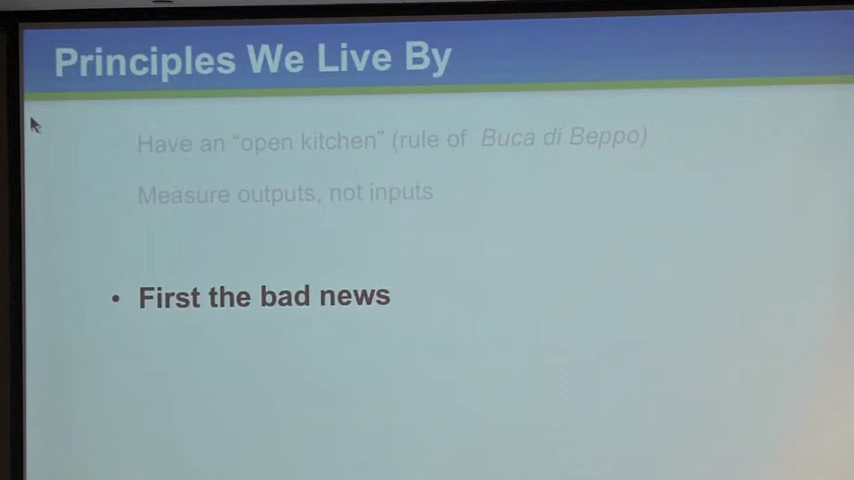 Principles We Live By
Have an “open kitchen” (rule of Buca di Beppo)
Measure outputs, not inputs
• First the bad news